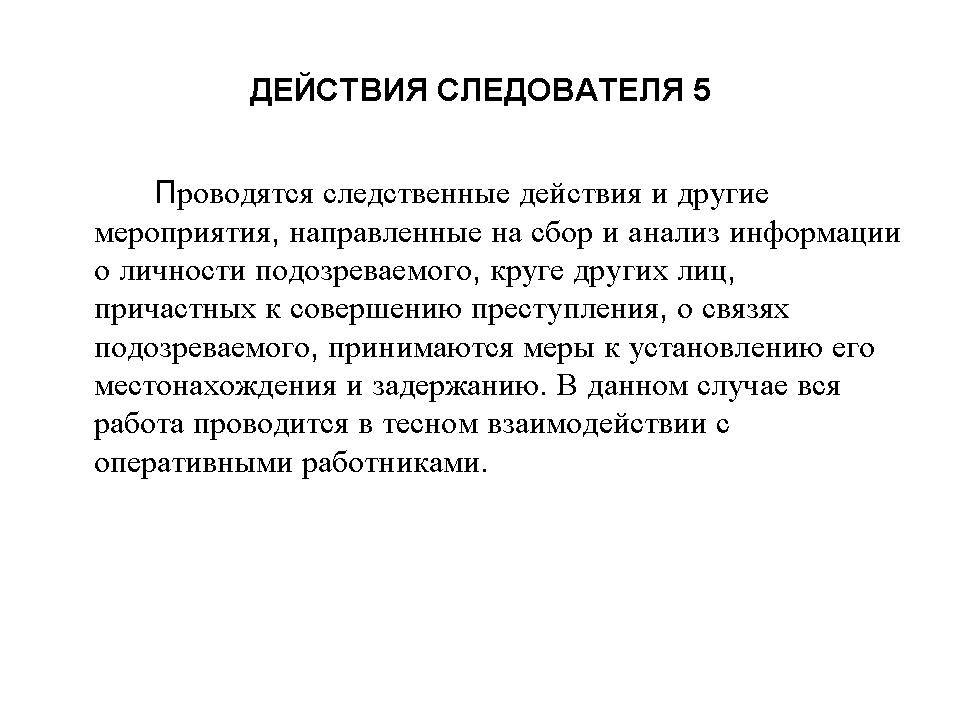 ДЕЙСТВИЯ СЛЕДОВАТЕЛЯ 5
Проводятся следственные действия и другие
мероприятия, направленные на сбор и анализ информации
о личности подозреваемого, круге других лиц,
причастных к совершению преступления, о связях
подозреваемого, принимаются меры к установлению его
местонахождения и задержанию. В данном случае вся
работа проводится в тесном взаимодействии с
оперативными работниками.